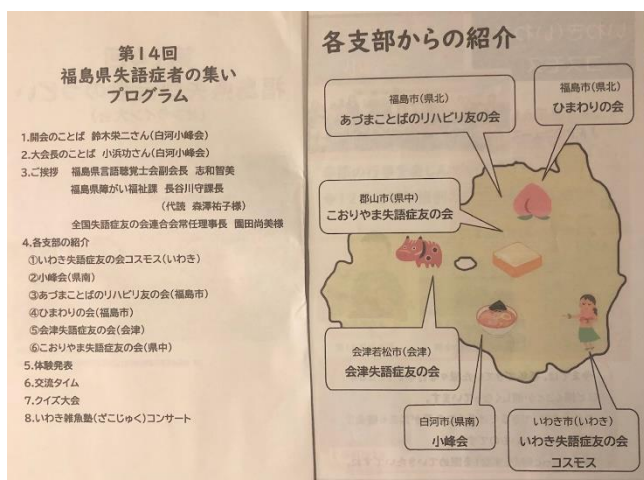 第14回
福島県失語症者の集い
プログラム
1.開会のことば 鈴木栄二さん(白河小峰会)
2.大会長のことば 小浜功さん(白河小峰会)
3.ご挨拶 福島県言語聴覚士会副会長 志和智美
福島県障がい福祉課 長谷川守課長
(代読 森澤祐子様)
全国失語症友の会連合会常任理事長 園田尚美様
4.各支部の紹介
①いわき失語症友の会コスモス(いわき)
②小峰会(県南)
③あづまことばのリハビリ友の会(福島市)
④ひまわりの会(福島市)
⑤会津失語症友の会(会津)
⑥こおりやま失語症友の会(県中)
5.体験発表
6.交流タイム
7.クイズ大会
8.いわき雑魚塾(ざこじゅく)コンサート
各支部からの紹介
福島市(県北)
あづまことばのリハビリ友の会
福島市(県北)
ひまわりの会
郡山市(県中)
こおりやま失語症友の会
会津若松市(会津)
会津失語症友の会
白河市(県南)
小峰会
いわき市(いわき)
いわき失語症友の会
コスモス